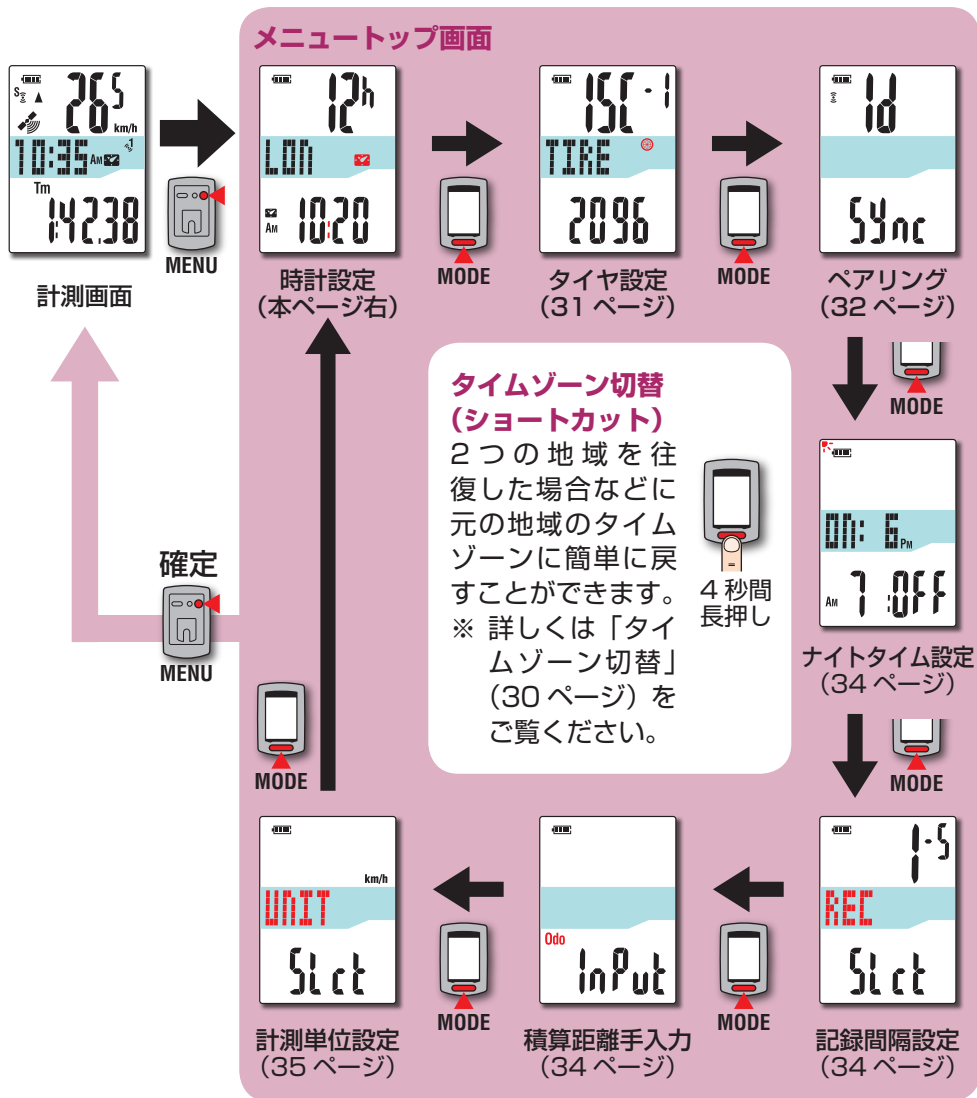 メニュートップ画面
S
26⁵
km/h
10:35 AM 1
Tm
1:42.38
計測画面
MENU
12h
LON
AM 10:20
時計設定
(本ページ右)
MODE
ISC-1
TIRE
2096
タイヤ設定
(31 ページ)
MODE
Id
SYnc
ペアリング
(32 ページ)
MODE
タイムゾーン切替
(ショートカット)
2つの地域を往
復した場合などに
元の地域のタイム
ゾーンに簡単に戻
すことができます。
※ 詳しくは「タイ
ムゾーン切替」
(30 ページ) を
ご覧ください。
4 秒間
長押し
ON: 6 PM
AM 7 :OFF
ナイトタイム設定
(34 ページ)
MODE
1-S
REC
SLct
記録間隔設定
(34 ページ)
MODE
Odo
InPut
積算距離手入力
(34 ページ)
MODE
km/h
UNIT
SLct
計測単位設定
(35 ページ)
MODE
確定
MENU